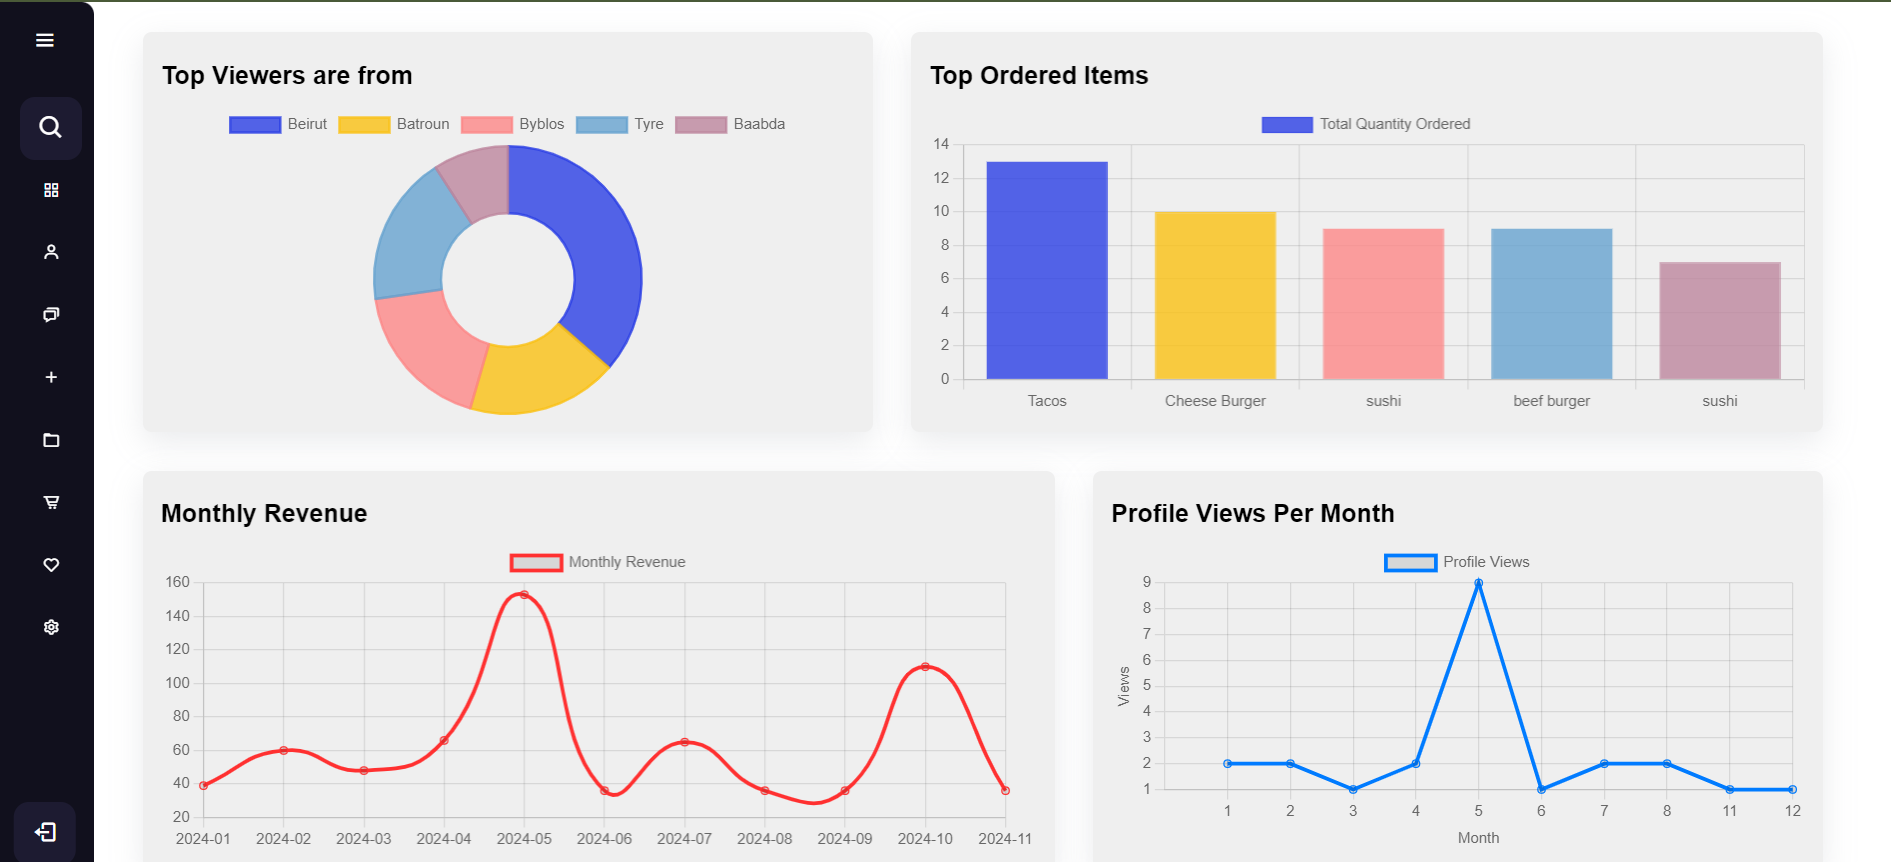 Top Viewers are from
Beirut Batroun Byblos Tyre Baabda
Top Ordered Items
Total Quantity Ordered
14
12
10
8
6
4
2
0
Tacos Cheese Burger sushi beef burger sushi
Monthly Revenue
Monthly Revenue
160
140
120
100
80
60
40
20
2024-01 2024-02 2024-03 2024-04 2024-05 2024-06 2024-07 2024-08 2024-09 2024-10 2024-11
Profile Views Per Month
Profile Views
Views
9
8
7
6
5
4
3
2
1
1 2 3 4 5 6 7 8 11 12
Month